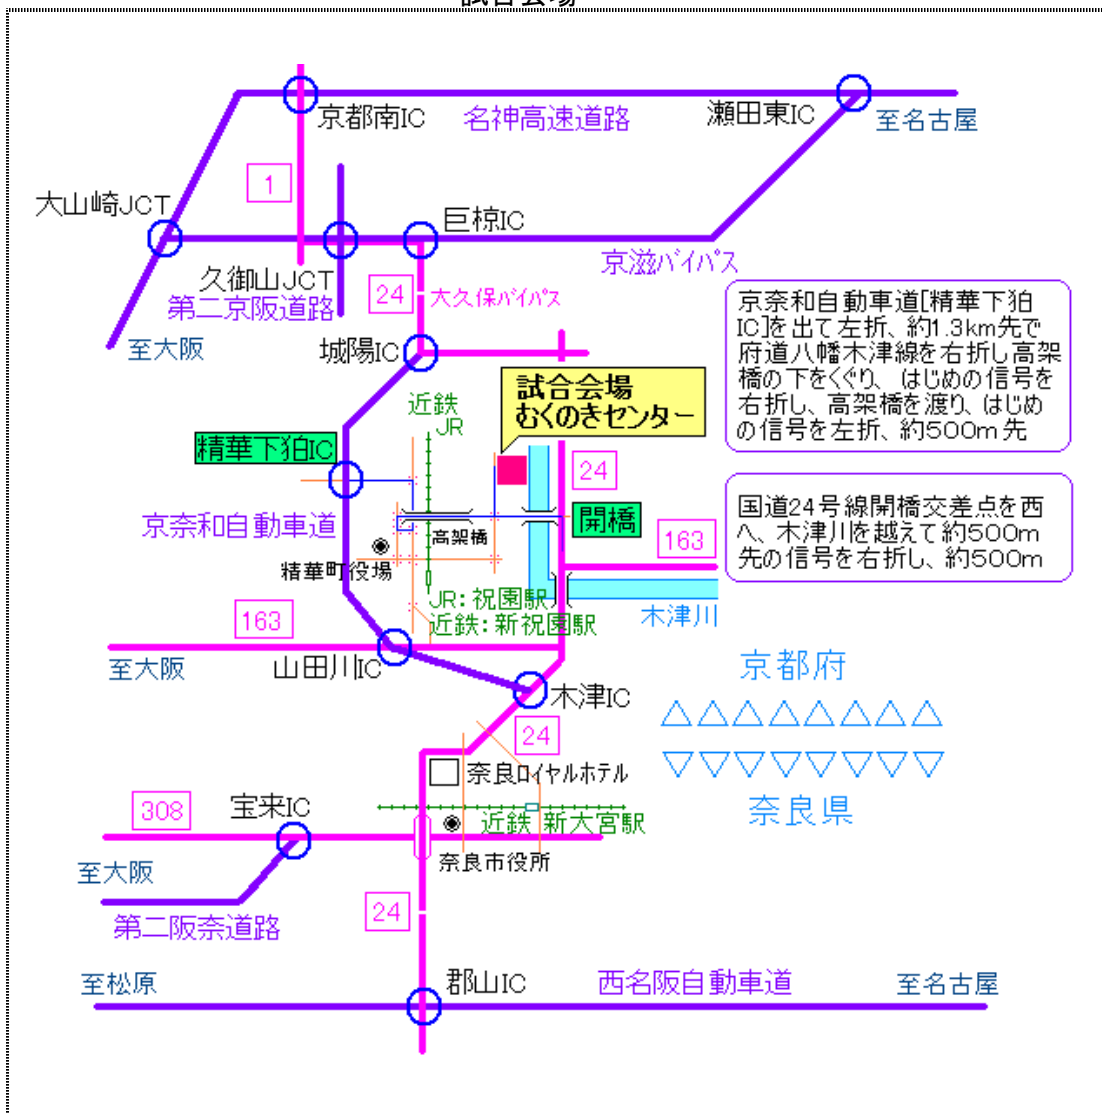 試合会場
京都南IC
名神高速道路
瀬田東IC
至名古屋
1
大山崎JCT
巨椋IC
久御山JCT
京滋バイパス
第二京阪道路
24
大久保バイパス
至大阪
城陽IC
京奈和自動車道[精華下狛
IC]を出て左折、約1.3km先で
府道八幡木津線を右折し高架
橋の下をくぐり、はじめの信号を
右折し、高架橋を渡り、はじめ
の信号を左折、約500m先
試合会場
むくのきセンター
近鉄
JR
精華下狛IC
24
国道24号線開橋交差点を西
へ、木津川を越えて約500m
先の信号を右折し、約500m
京奈和自動車道
開橋
高架橋
163
精華町役場
JR:祝園駅
近鉄:新祝園駅
木津川
163
至大阪
山田川IC
京都府
木津IC
24
奈良ロイヤルホテル
奈良県
308
宝来IC
近鉄 新大宮駅
奈良市役所
至大阪
第二阪奈道路
24
至松原
郡山IC
西名阪自動車道
至名古屋